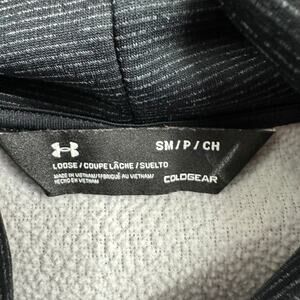 SM/P/CH
LOOSE/COUPE LÂCHE/SUELTO
MADE IN VIETNAM/FABRIQUÉ AU VIETNAM/
HECHO EN VIETNAM
COLDGEAR